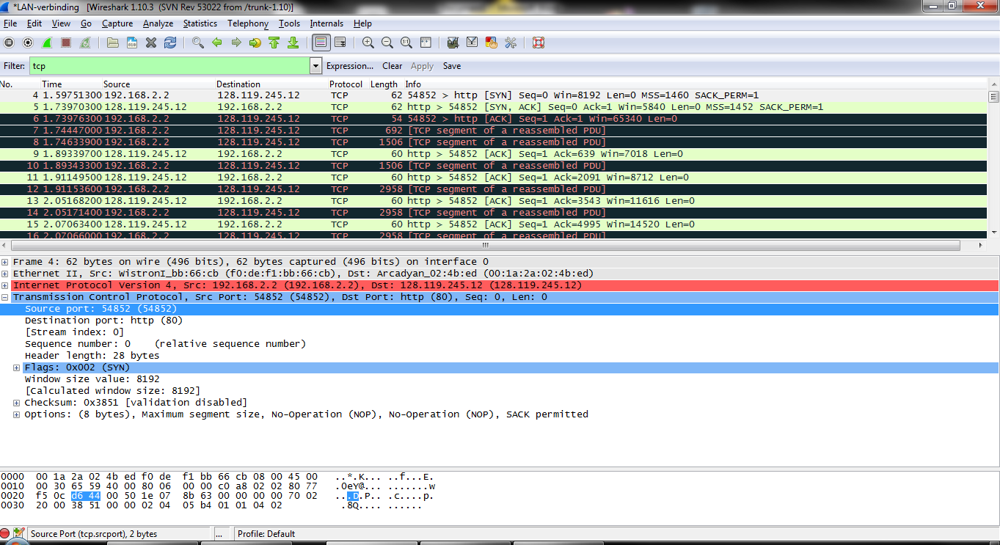 *LAN-verbinding [Wireshark 1.10.3 (SVN Rev 53022 from /trunk-1.10)]
File Edit View Go Capture Analyze Statistics Telephony Tools Internals Help
Filter: tcp Expression... Clear Apply Save
No. Time Source Destination Protocol Length Info
4 1.59751300 192.168.2.2 128.119.245.12 TCP 62 54852 > http [SYN] Seq=0 Win=8192 Len=0 MSS=1460 SACK_PERM=1
5 1.73970300 128.119.245.12 192.168.2.2 TCP 62 http > 54852 [SYN, ACK] Seq=0 Ack=1 Win=5840 Len=0 MSS=1452 SACK_PERM=1
6 1.73976300 192.168.2.2 128.119.245.12 TCP 54 54852 > http [ACK] Seq=1 Ack=1 Win=65340 Len=0
7 1.74447000 192.168.2.2 128.119.245.12 TCP 692 [TCP segment of a reassembled PDU]
8 1.74633900 192.168.2.2 128.119.245.12 TCP 1506 [TCP segment of a reassembled PDU]
9 1.89339700 128.119.245.12 192.168.2.2 TCP 60 http > 54852 [ACK] Seq=1 Ack=639 Win=7018 Len=0
10 1.89343300 192.168.2.2 128.119.245.12 TCP 1506 [TCP segment of a reassembled PDU]
11 1.91149500 128.119.245.12 192.168.2.2 TCP 60 http > 54852 [ACK] Seq=1 Ack=2091 Win=8712 Len=0
12 1.91153600 192.168.2.2 128.119.245.12 TCP 2958 [TCP segment of a reassembled PDU]
13 2.05168200 128.119.245.12 192.168.2.2 TCP 60 http > 54852 [ACK] Seq=1 Ack=3543 Win=11616 Len=0
14 2.05171400 192.168.2.2 128.119.245.12 TCP 2958 [TCP segment of a reassembled PDU]
15 2.07063400 128.119.245.12 192.168.2.2 TCP 60 http > 54852 [ACK] Seq=1 Ack=4995 Win=14520 Len=0
16 2.07066000 192.168.2.2 128.119.245.12 TCP 2958 [TCP segment of a reassembled PDU]
Frame 4: 62 bytes on wire (496 bits), 62 bytes captured (496 bits) on interface 0
Ethernet II, Src: WistronI_bb:66:cb (f0:de:f1:bb:66:cb), Dst: Arcadyan_02:4b:ed (00:1a:2a:02:4b:ed)
Internet Protocol Version 4, Src: 192.168.2.2 (192.168.2.2), Dst: 128.119.245.12 (128.119.245.12)
Transmission Control Protocol, Src Port: 54852 (54852), Dst Port: http (80), Seq: 0, Len: 0
Source port: 54852 (54852)
Destination port: http (80)
[Stream index: 0]
Sequence number: 0 (relative sequence number)
Header length: 28 bytes
Flags: 0x002 (SYN)
Window size value: 8192
[Calculated window size: 8192]
Checksum: 0x3851 [validation disabled]
Options: (8 bytes), Maximum segment size, No-Operation (NOP), No-Operation (NOP), SACK permitted
0000 00 1a 2a 02 4b ed f0 de f1 bb 66 cb 08 00 45 00 ..*.K... ..f...E.
0010 00 30 65 59 40 00 80 06 00 00 c0 a8 02 02 80 77 .0eY@... .......w
0020 f5 0c d6 44 00 50 1e 07 8b 63 00 00 00 00 70 02 ...D.P.. .c....p.
0030 20 00 38 51 00 00 02 04 05 b4 01 01 04 02 .8Q.... ......
Source Port (tcp.srcport), 2 bytes ... Profile: Default